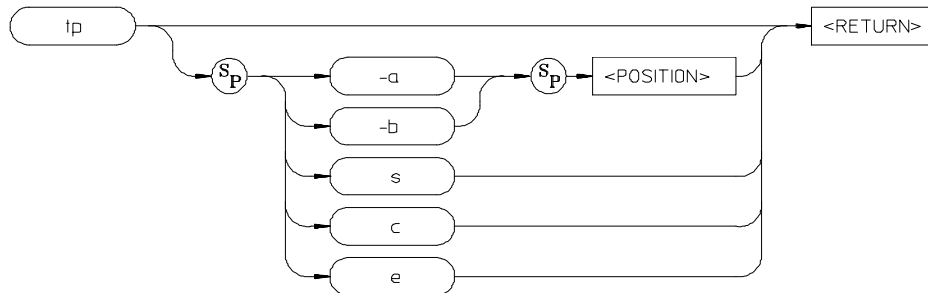 tp <RETURN>
SP -a SP <POSITION>
-b
s
c
e